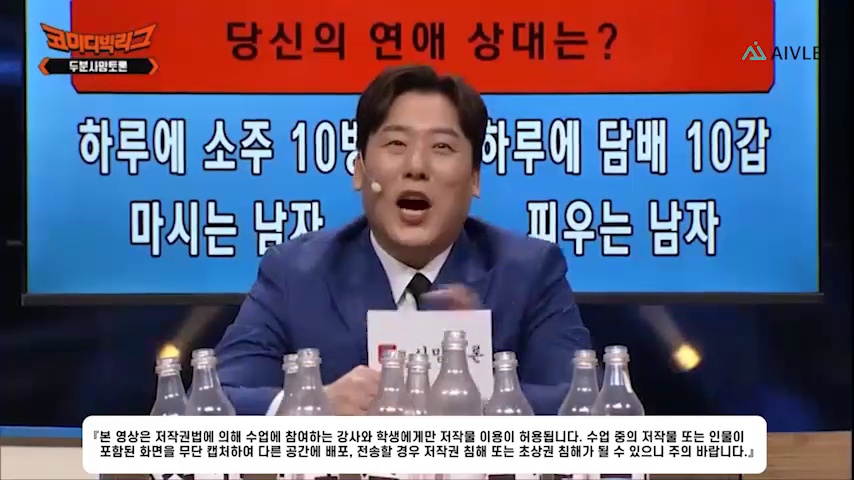 코미디빅리그
두분사망토론
AIVLE
당신의 연애 상대는?
하루에 소주 10병
마시는 남자
하루에 담배 10갑
피우는 남자
『본 영상은 저작권법에 의해 수업에 참여하는 강사와 학생에게만 저작물 이용이 허용됩니다. 수업 중의 저작물 또는 인물이
포함된 화면을 무단 캡처하여 다른 공간에 배포, 전송할 경우 저작권 침해 또는 초상권 침해가 될 수 있으니 주의 바랍니다.』